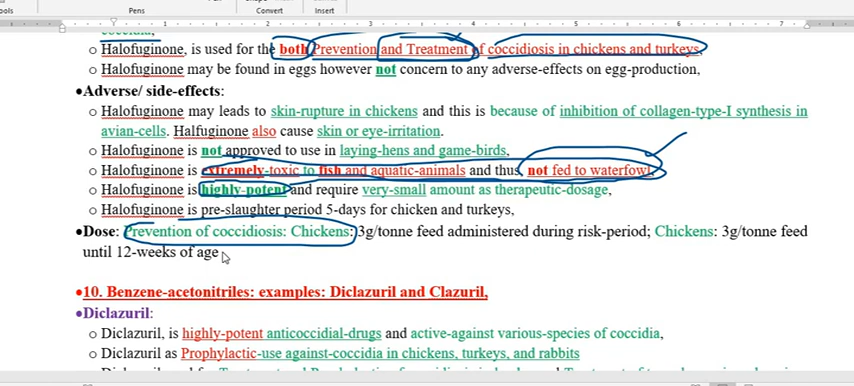 Pens
Convert
Insert
coccidia,
o Halofuginone, is used for the both Prevention and Treatment of coccidiosis in chickens and turkeys,
o Halofuginone may be found in eggs however not concern to any adverse-effects on egg-production,
•Adverse/ side-effects:
o Halofuginone may leads to skin-rupture in chickens and this is because of inhibition of collagen-type-I synthesis in
avian-cells. Halfuginone also cause skin or eye-irritation.
o Halofuginone is not approved to use in laying-hens and game-birds,
o Halofuginone is extremely-toxic to fish and aquatic-animals and thus, not fed to waterfowl,
o Halofuginone is highly-potent and require very-small amount as therapeutic-dosage,
o Halofuginone is pre-slaughter period 5-days for chicken and turkeys,
•Dose: Prevention of coccidiosis: Chickens: 3g/tonne feed administered during risk-period; Chickens: 3g/tonne feed
until 12-weeks of age
•10. Benzene-acetonitriles: examples: Diclazuril and Clazuril,
•Diclazuril:
o Diclazuril, is highly-potent anticoccidial-drugs and active-against various-species of coccidia,
o Diclazuril as Prophylactic-use against-coccidia in chickens, turkeys, and rabbits